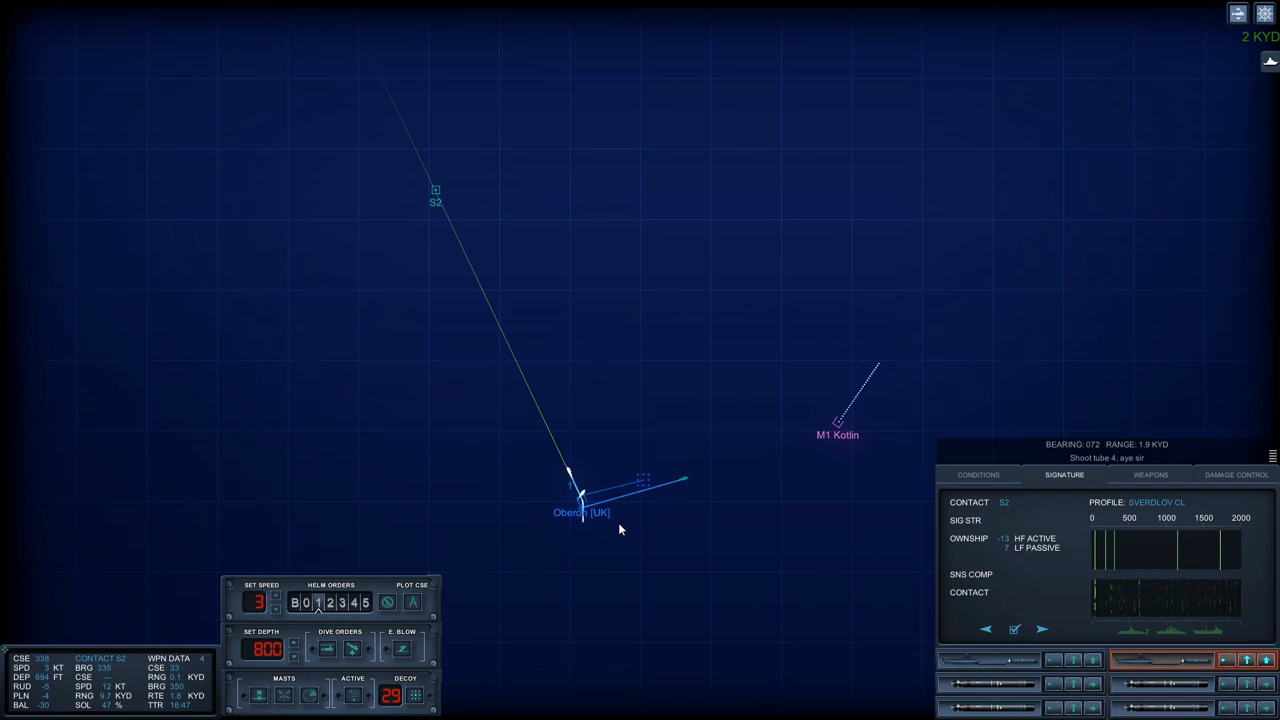 2 KYD
S2
M1 Kotlin
1
Oberon [UK]
BEARING: 072 RANGE: 1.9 KYD
Shoot tube 4, aye sir
CONDITIONS SIGNATURE WEAPONS DAMAGE CONTROL
CONTACT S2 PROFILE: SVERDLOV CL
SIG STR 0 500 1000 1500 2000
OWNSHIP -13 HF ACTIVE
7 LF PASSIVE
SNS COMP
CONTACT
SET SPEED HELM ORDERS PLOT CSE
3 B 0 1 2 3 4 5
SET DEPTH DIVE ORDERS E. BLOW
800
MASTS ACTIVE DECOY
29
CSE 338 CONTACT S2 WPN DATA 4
SPD 3 KT BRG 335 CSE 33
DEP 694 FT CSE --- RNG 0.1 KYD
RUD -5 SPD 12 KT BRG 350
PLN -4 RNG 9.7 KYD RTE 1.8 KYD
BAL -30 SOL 47 % TTR 16:47